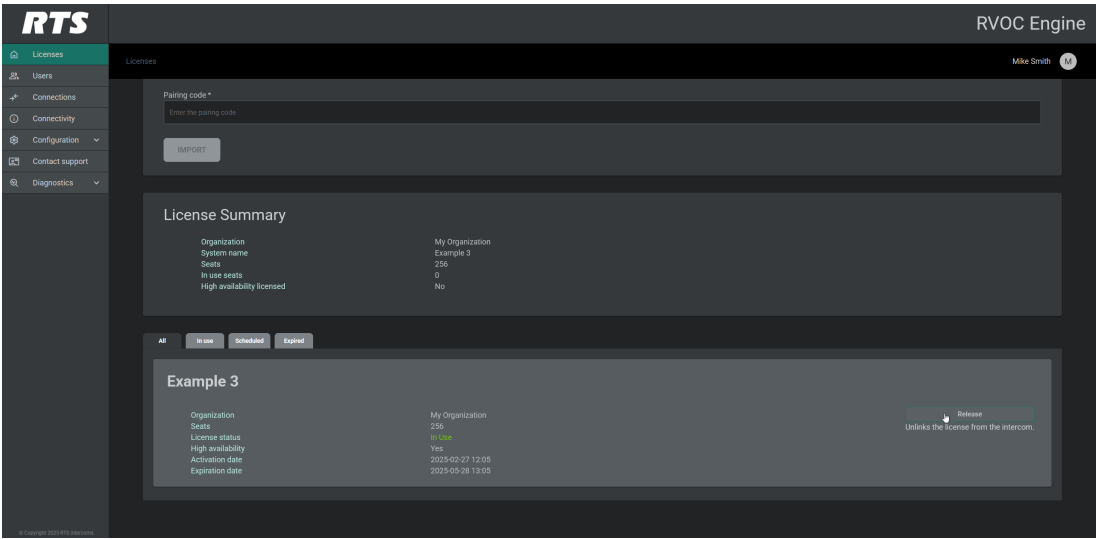 RTS
RVOC Engine
Licenses
Users
Connections
Connectivity
Configuration
Contact support
Diagnostics
Licenses
Mike Smith
M
Pairing code *
Enter the pairing code
IMPORT
License Summary
Organization My Organization
System name Example 3
Seats 256
In use seats 0
High availability licensed No
All In use Scheduled Expired
Example 3
Organization My Organization
Seats 256
License status In Use
High availability Yes
Activation date 2025-02-27 12:05
Expiration date 2025-05-28 13:05
Release
Unlinks the license from the intercom.
© Copyright 2025 RTS Intercoms